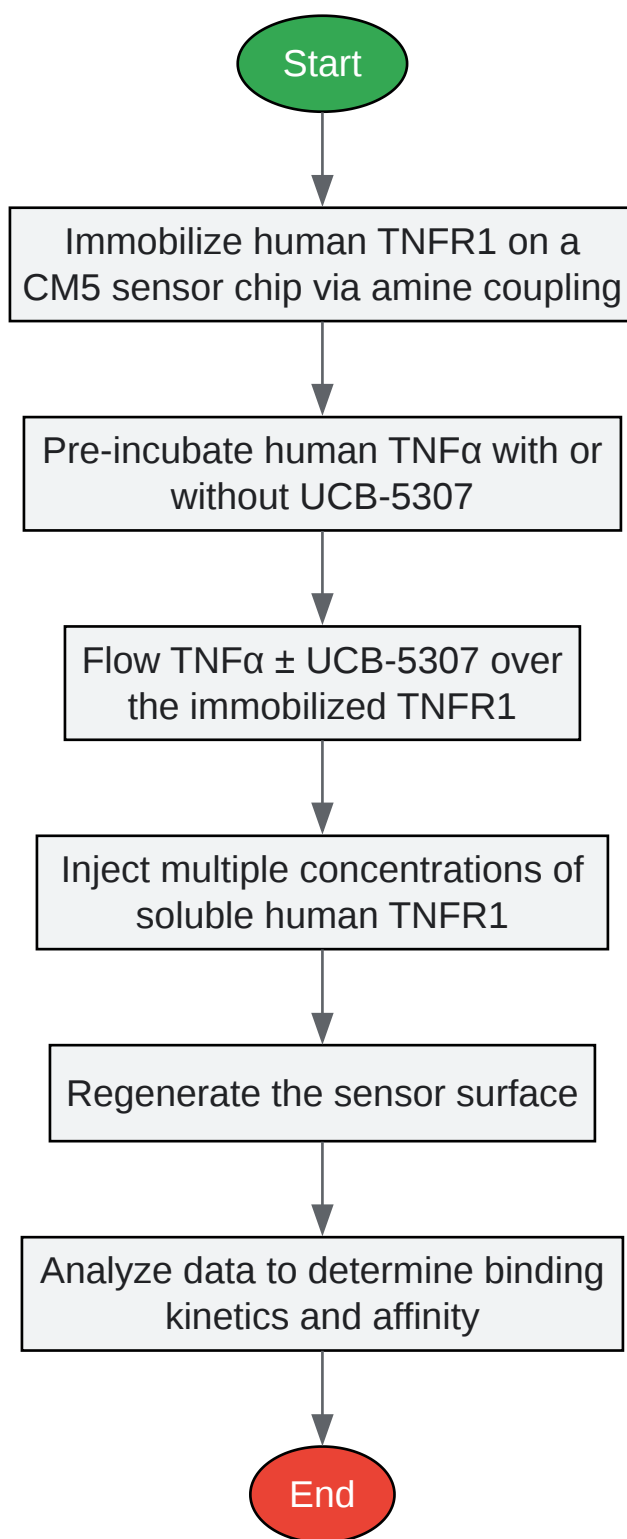 Start
Immobilize human TNFR1 on a
CM5 sensor chip via amine coupling
Pre-incubate human TNFα with or
without UCB-5307
Flow TNFα ± UCB-5307 over
the immobilized TNFR1
Inject multiple concentrations of
soluble human TNFR1
Regenerate the sensor surface
Analyze data to determine binding
kinetics and affinity
End